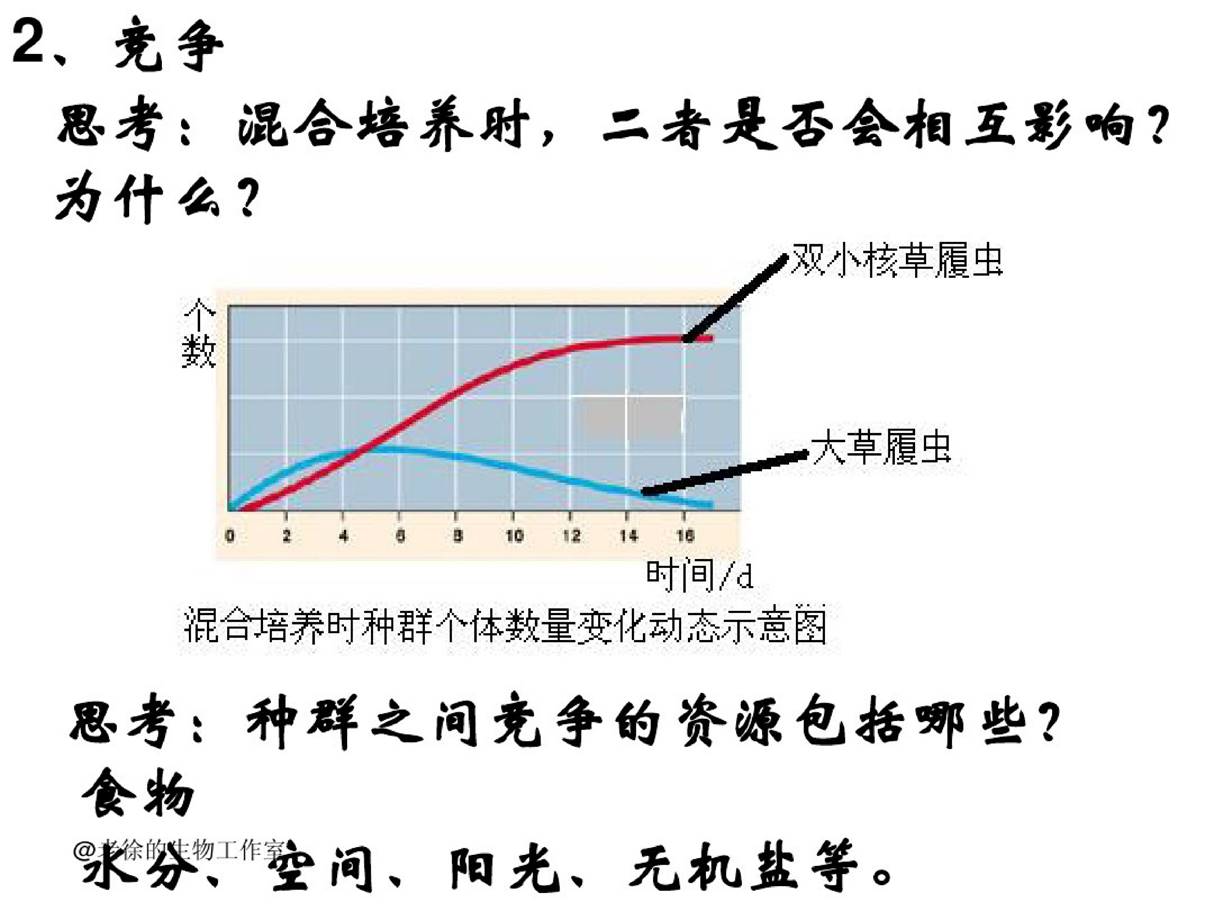 2、竞争
思考：混合培养时，二者是否会相互影响？
为什么？
双小核草履虫
个
数
大草履虫
0 2 4 6 8 10 12 14 16
时间/d
混合培养时种群个体数量变化动态示意图
思考：种群之间竞争的资源包括哪些？
食物
@老徐的生物工作室
水分、空间、阳光、无机盐等。